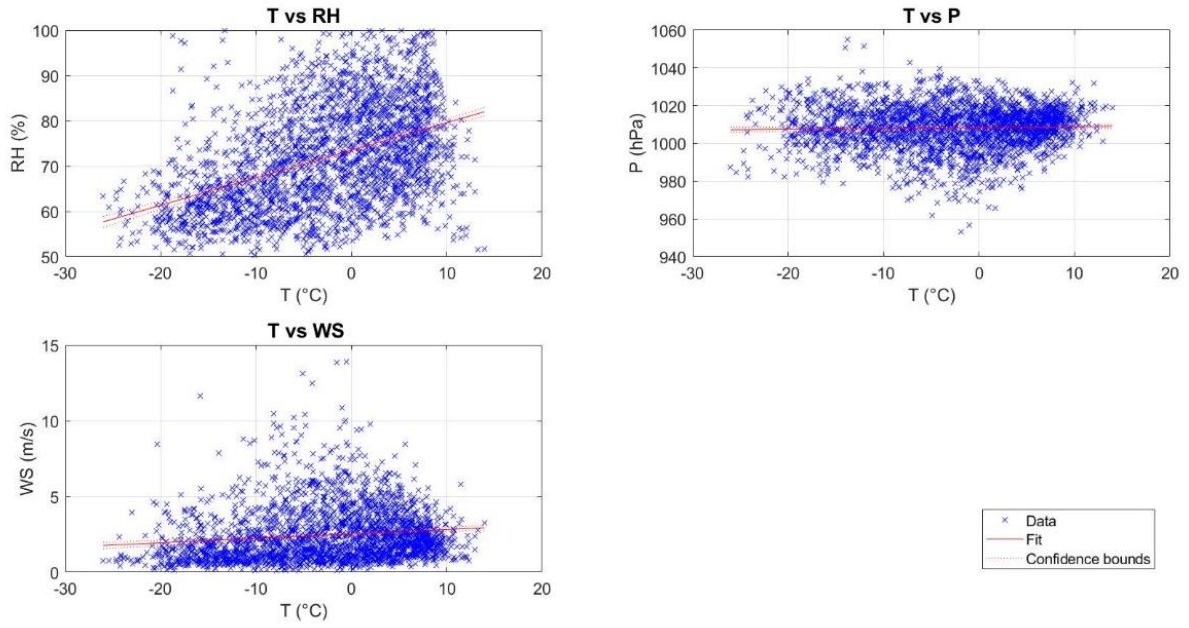 T vs RH
100
90
80
70
60
50
RH (%)
-30 -20 -10 0 10 20
T (°C)
T vs P
1060
1040
1020
1000
980
960
940
P (hPa)
-30 -20 -10 0 10 20
T (°C)
T vs WS
15
10
5
0
WS (m/s)
-30 -20 -10 0 10 20
T (°C)
Data
Fit
Confidence bounds